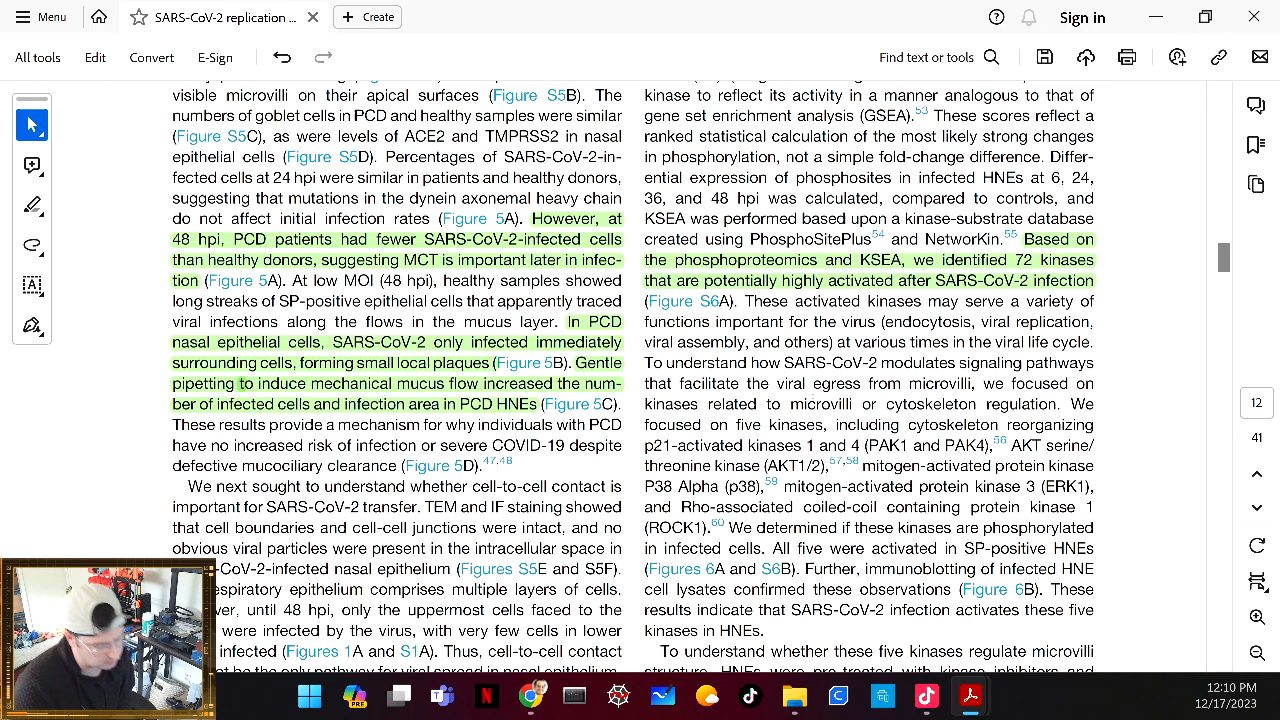 Menu
SARS-CoV-2 replication ...
Create
Sign in
All tools
Edit
Convert
E-Sign
Find text or tools
visible microvilli on their apical surfaces (Figure S5B). The
numbers of goblet cells in PCD and healthy samples were similar
(Figure S5C), as were levels of ACE2 and TMPRSS2 in nasal
epithelial cells (Figure S5D). Percentages of SARS-CoV-2-in-
fected cells at 24 hpi were similar in patients and healthy donors,
suggesting that mutations in the dynein axonemal heavy chain
do not affect initial infection rates (Figure 5A). However, at
48 hpi, PCD patients had fewer SARS-CoV-2-infected cells
than healthy donors, suggesting MCT is important later in infec-
tion (Figure 5A). At low MOI (48 hpi), healthy samples showed
long streaks of SP-positive epithelial cells that apparently traced
viral infections along the flows in the mucus layer. In PCD
nasal epithelial cells, SARS-CoV-2 only infected immediately
surrounding cells, forming small local plaques (Figure 5B). Gentle
pipetting to induce mechanical mucus flow increased the num-
ber of infected cells and infection area in PCD HNEs (Figure 5C).
These results provide a mechanism for why individuals with PCD
have no increased risk of infection or severe COVID-19 despite
defective mucociliary clearance (Figure 5D).47,48
We next sought to understand whether cell-to-cell contact is
important for SARS-CoV-2 transfer. TEM and IF staining showed
that cell boundaries and cell-cell junctions were intact, and no
obvious viral particles were present in the intracellular space in
-CoV-2-infected nasal epithelium (Figures S5E and S5F).
espiratory epithelium comprises multiple layers of cells.
ver, until 48 hpi, only the uppermost cells faced to the
were infected by the virus, with very few cells in lower
infected (Figures 1A and S1A). Thus, cell-to-cell contact
kinase to reflect its activity in a manner analogous to that of
gene set enrichment analysis (GSEA).53 These scores reflect a
ranked statistical calculation of the most likely strong changes
in phosphorylation, not a simple fold-change difference. Differ-
ential expression of phosphosites in infected HNEs at 6, 24,
36, and 48 hpi was calculated, compared to controls, and
KSEA was performed based upon a kinase-substrate database
created using PhosphoSitePlus54 and NetworKin.55 Based on
the phosphoproteomics and KSEA, we identified 72 kinases
that are potentially highly activated after SARS-CoV-2 infection
(Figure S6A). These activated kinases may serve a variety of
functions important for the virus (endocytosis, viral replication,
viral assembly, and others) at various times in the viral life cycle.
To understand how SARS-CoV-2 modulates signaling pathways
that facilitate the viral egress from microvilli, we focused on
kinases related to microvilli or cytoskeleton regulation. We
focused on five kinases, including cytoskeleton reorganizing
p21-activated kinases 1 and 4 (PAK1 and PAK4),56 AKT serine/
threonine kinase (AKT1/2),57,58 mitogen-activated protein kinase
P38 Alpha (p38),59 mitogen-activated protein kinase 3 (ERK1),
and Rho-associated coiled-coil containing protein kinase 1
(ROCK1).60 We determined if these kinases are phosphorylated
in infected cells. All five were activated in SP-positive HNEs
(Figures 6A and S6B). Further, immunoblotting of infected HNE
cell lysates confirmed these observations (Figure 6B). These
results indicate that SARS-CoV-2 infection activates these five
kinases in HNEs.
To understand whether these five kinases regulate microvilli
12
41
12:10 PM
12/17/2023